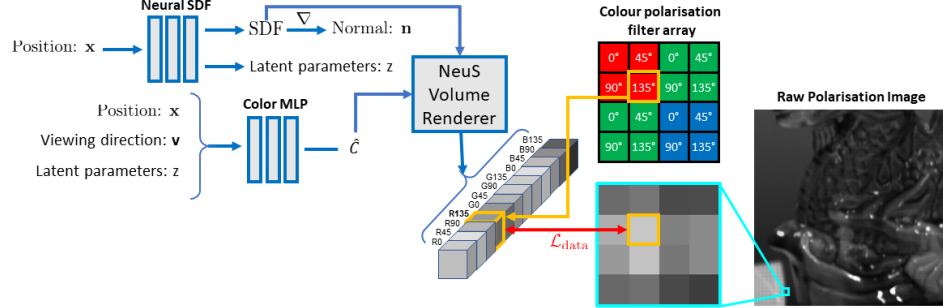 Neural SDF
Position: x
SDF
∇
Normal: n
Latent parameters: z
Position: x
Viewing direction: v
Latent parameters: z
Color MLP
Ĉ
NeuS
Volume
Renderer
B135
B90
B45
B0
G135
G90
G45
G0
R135
R90
R45
R0
ℒdata
Colour polarisation
filter array
0° 45° 0° 45°
90° 135° 90° 135°
0° 45° 0° 45°
90° 135° 90° 135°
Raw Polarisation Image